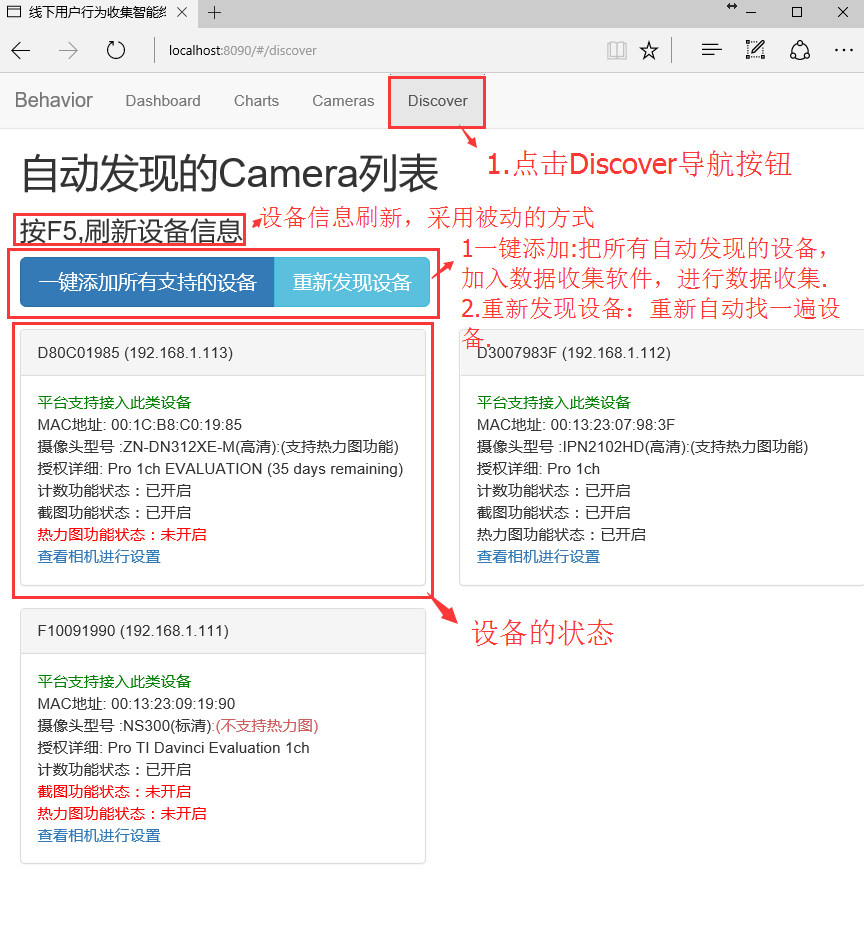 线下用户行为收集智能终
localhost:8090/#/discover
Behavior Dashboard Charts Cameras Discover
1.点击Discover导航按钮
自动发现的Camera列表
按F5,刷新设备信息
设备信息刷新，采用被动的方式
一键添加所有支持的设备 重新发现设备
1一键添加:把所有自动发现的设备，
加入数据收集软件，进行数据收集.
2.重新发现设备：重新自动找一遍设
备.
D80C01985 (192.168.1.113)
平台支持接入此类设备
MAC地址: 00:1C:B8:C0:19:85
摄像头型号 :ZN-DN312XE-M(高清):(支持热力图功能)
授权详细: Pro 1ch EVALUATION (35 days remaining)
计数功能状态：已开启
截图功能状态：已开启
热力图功能状态：未开启
查看相机进行设置
D3007983F (192.168.1.112)
平台支持接入此类设备
MAC地址: 00:13:23:07:98:3F
摄像头型号 :IPN2102HD(高清):(支持热力图功能)
授权详细: Pro 1ch
计数功能状态：已开启
截图功能状态：已开启
热力图功能状态：已开启
查看相机进行设置
设备的状态
F10091990 (192.168.1.111)
平台支持接入此类设备
MAC地址: 00:13:23:09:19:90
摄像头型号 :NS300(标清):(不支持热力图)
授权详细: Pro TI Davinci Evaluation 1ch
计数功能状态：已开启
截图功能状态：未开启
热力图功能状态：未开启
查看相机进行设置